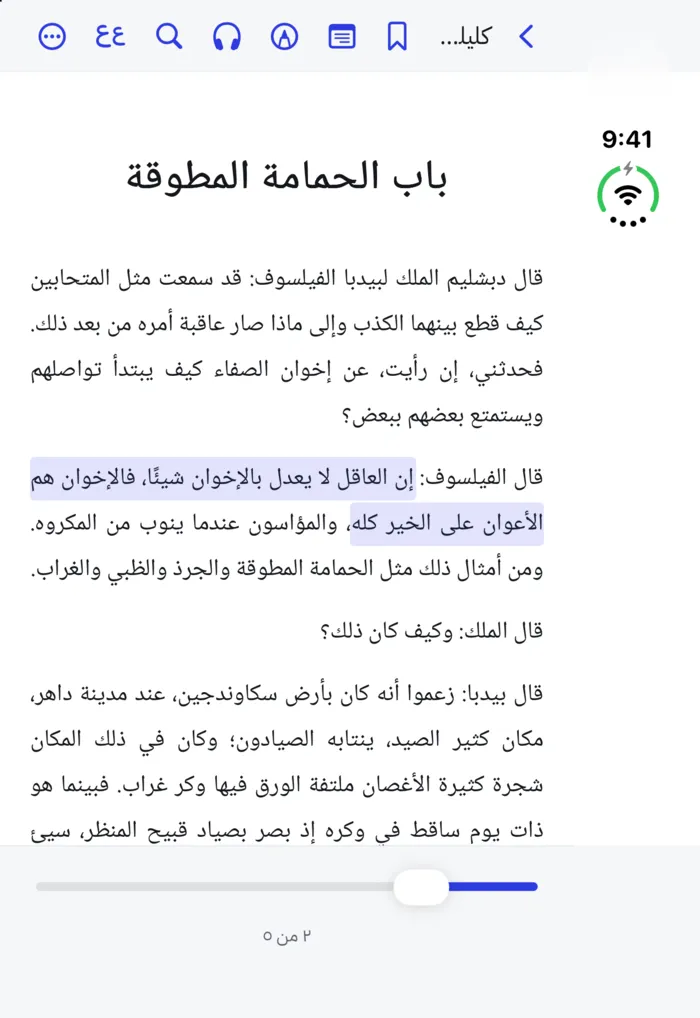 كليلـ...
عع
9:41
باب الحمامة المطوقة
قال دبشليم الملك لبيدبا الفيلسوف: قد سمعت مثل المتحابين
كيف قطع بينهما الكذب وإلى ماذا صار عاقبة أمره من بعد ذلك.
فحدثني، إن رأيت، عن إخوان الصفاء كيف يبتدأ تواصلهم
ويستمتع بعضهم ببعض؟
قال الفيلسوف: إن العاقل لا يعدل بالإخوان شيئًا، فالإخوان هم
الأعوان على الخير كله، والمؤاسون عندما ينوب من المكروه.
ومن أمثال ذلك مثل الحمامة المطوقة والجرذ والظبي والغراب.
قال الملك: وكيف كان ذلك؟
قال بيدبا: زعموا أنه كان بأرض سكاوندجين، عند مدينة داهر،
مكان كثير الصيد، ينتابه الصيادون؛ وكان في ذلك المكان
شجرة كثيرة الأغصان ملتفة الورق فيها وكر غراب. فبينما هو
ذات يوم ساقط في وكره إذ بصر بصياد قبيح المنظر، سيئ
٢ من ٥